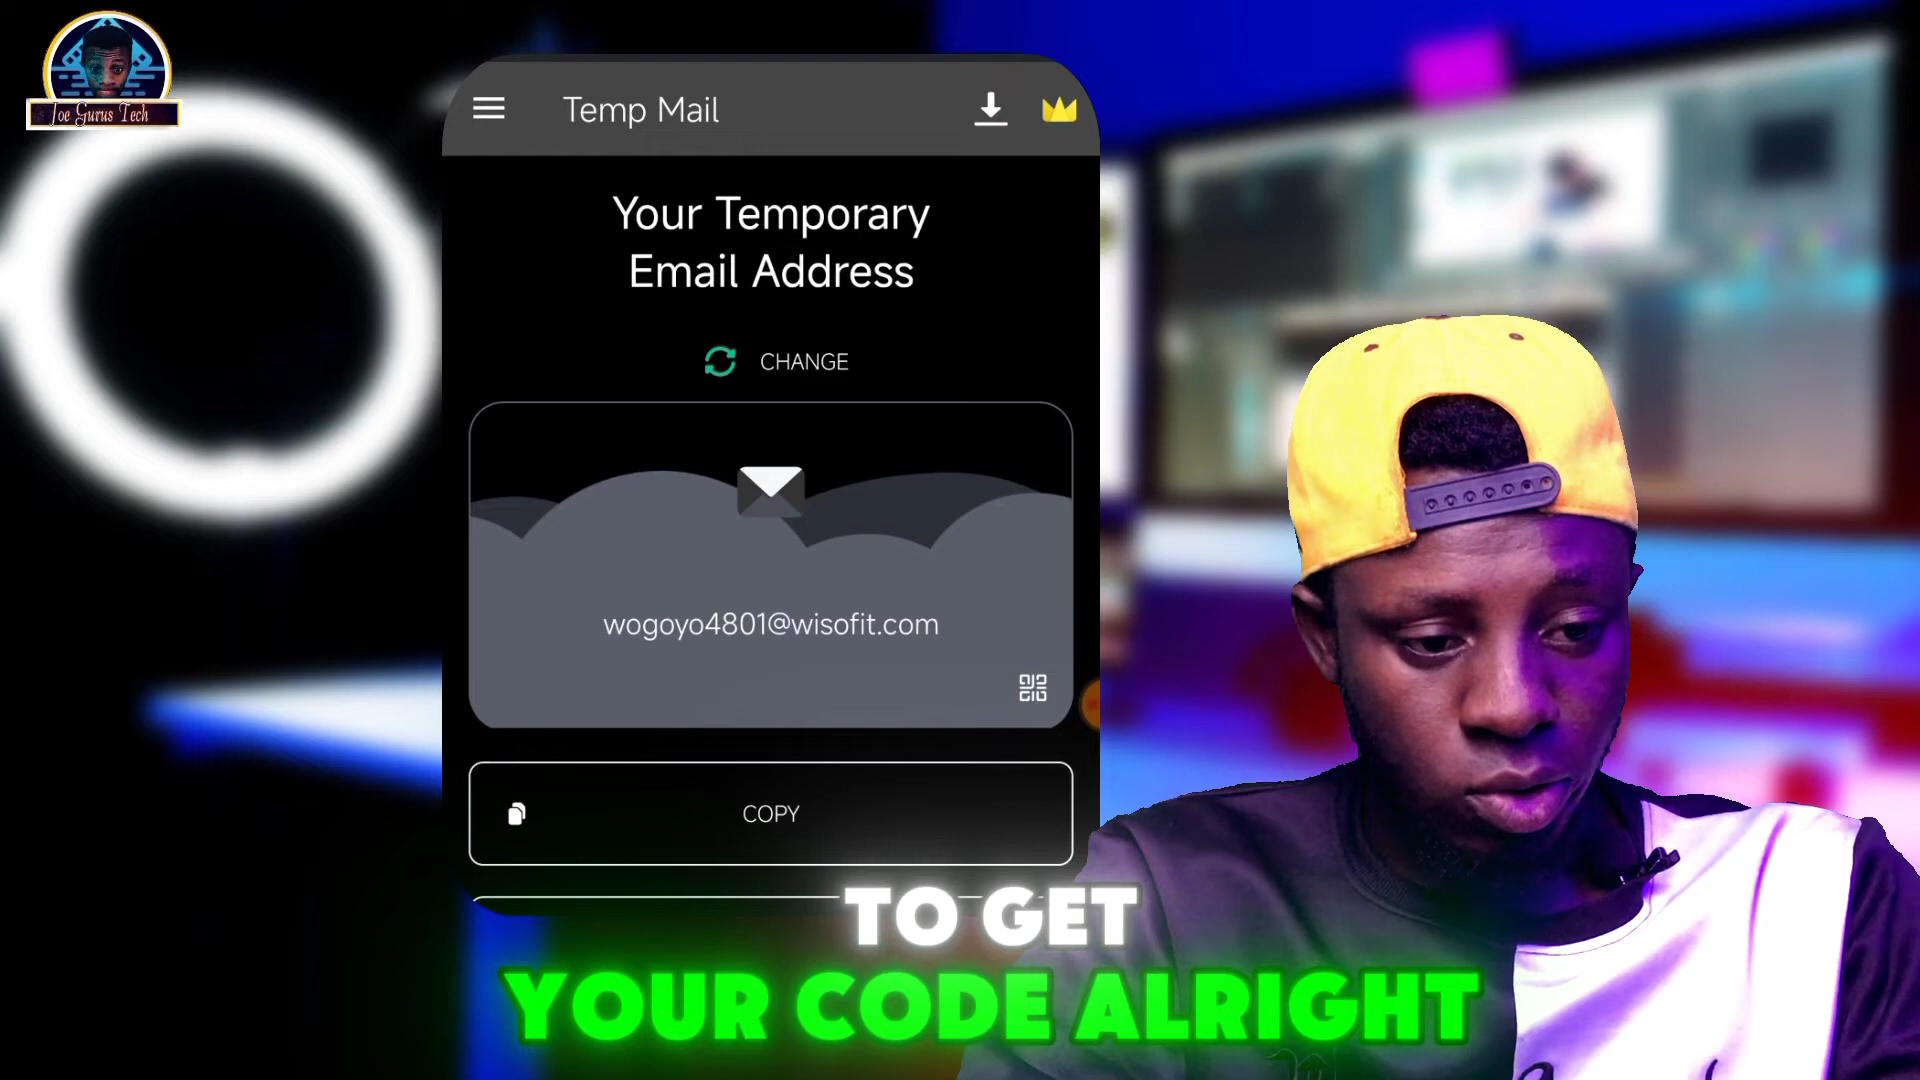 Joe Gurus Tech
Temp Mail
Your Temporary
Email Address
CHANGE
wogoyo4801@wisofit.com
COPY
TO GET
YOUR CODE ALRIGHT